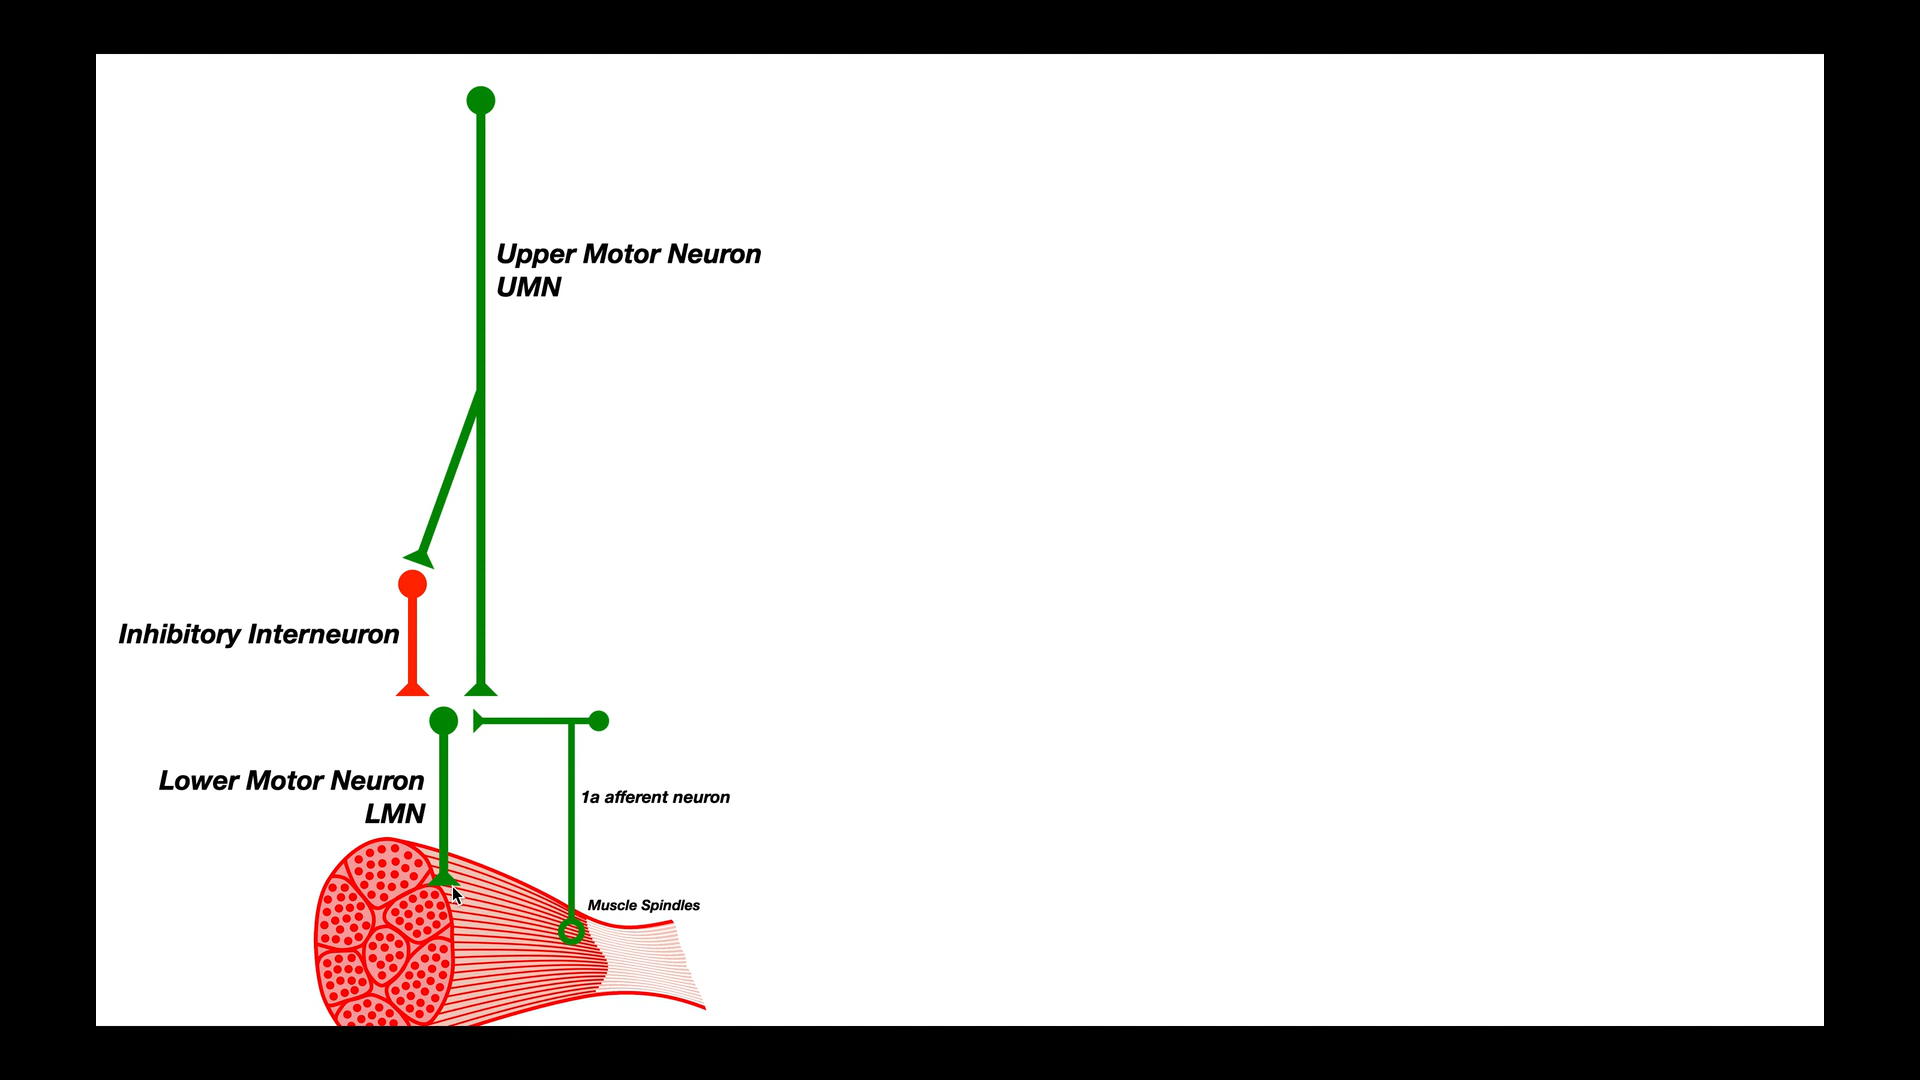 Upper Motor Neuron
UMN
Inhibitory Interneuron
Lower Motor Neuron
LMN
1a afferent neuron
Muscle Spindles